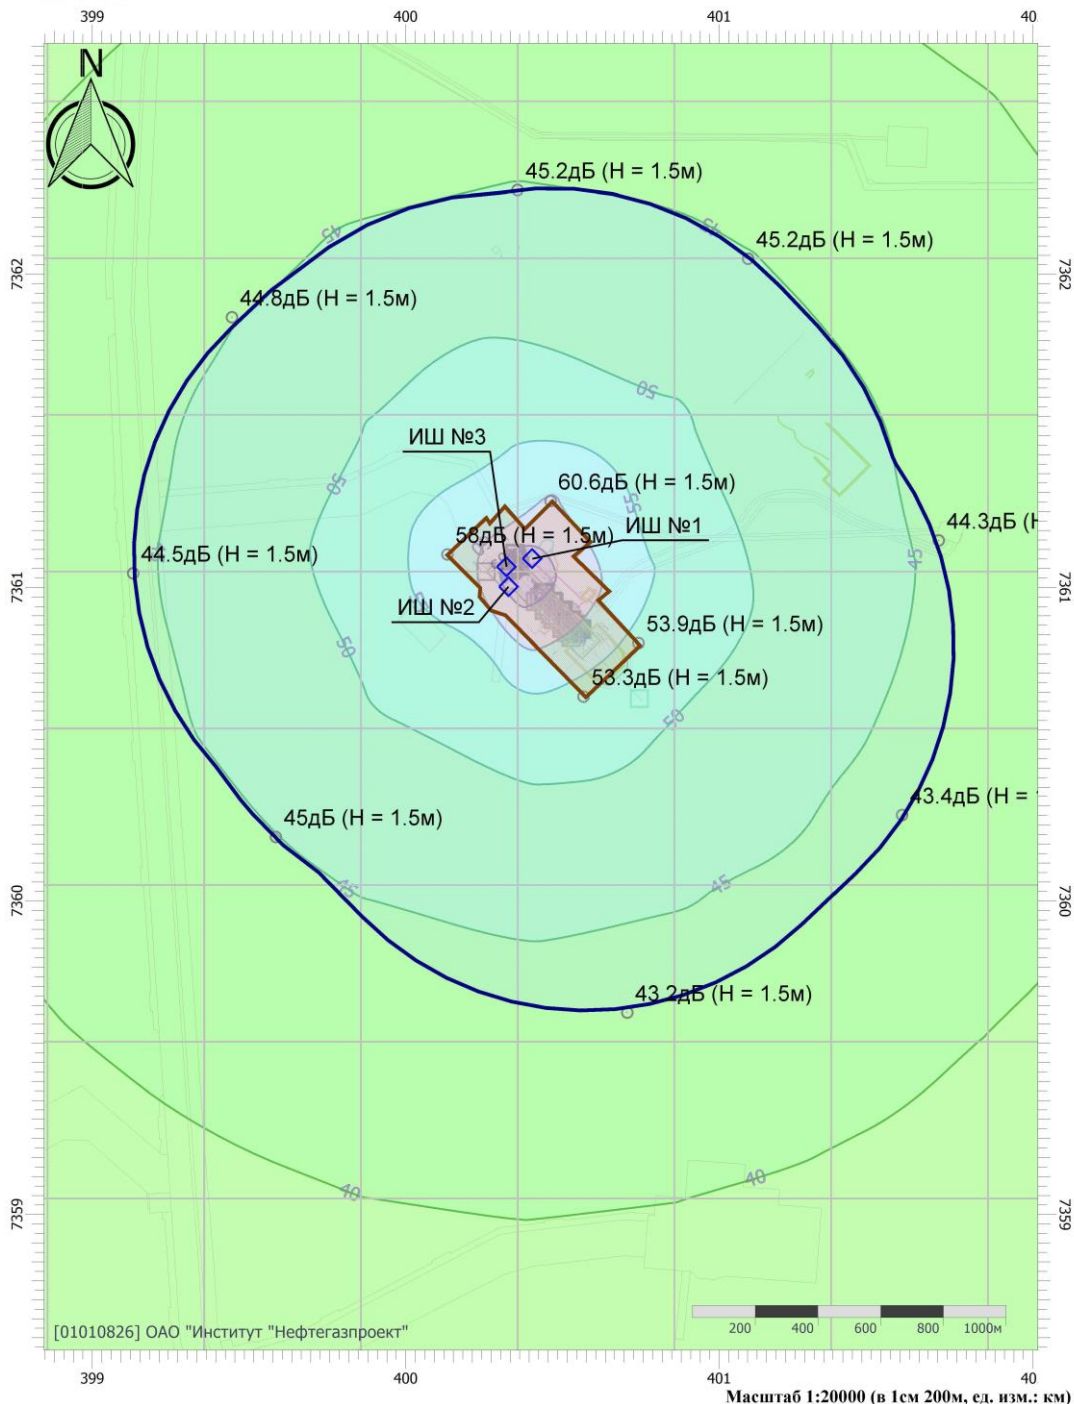 399 400 401 40
N
45.2дБ (H = 1.5м)
45
45
45.2дБ (H = 1.5м)
7362
7362
44.8дБ (H = 1.5м)
50
ИШ №3
50
60.6дБ (H = 1.5м)
55
ИШ №1
58дБ (H = 1.5м)
44.3дБ (H
44.5дБ (H = 1.5м)
45
7361
7361
ИШ №2
53.9дБ (H = 1.5м)
50
53.3дБ (H = 1.5м)
50
43.4дБ (H =
45дБ (H = 1.5м)
45
45
7360
7360
43.2дБ (H = 1.5м)
40
40
7359
7359
200 400 600 800 1000м
[01010826] ОАО "Институт "Нефтегазпроект"
399 400 401 40
Масштаб 1:20000 (в 1см 200м, ед. изм.: км)